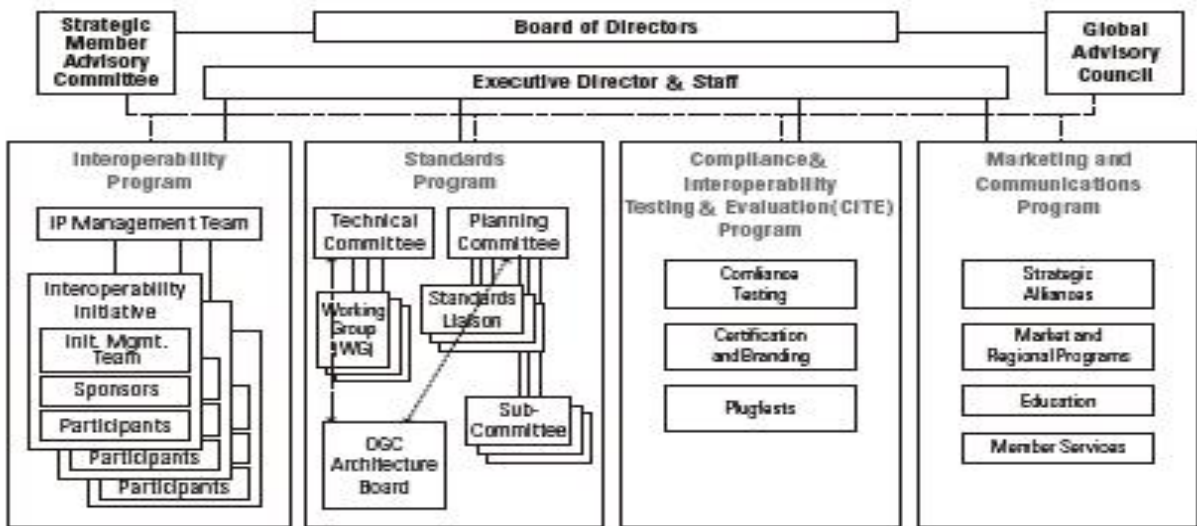 Strategic
Member
Advisory
Committee
Board of Directors
Global
Advisory
Council
Executive Director & Staff
Interoperability
Program
IP Management Team
Interoperability
Initiative
Init. Mgmt.
Team
Sponsors
Participants
Participants
Participants
Standards
Program
Technical
Committee
Planning
Committee
Working
Group
(WG)
Standards
Liaison
Sub-
Committee
OGC
Architecture
Board
Compliance&
Interoperability
Testing & Evaluation(CITE)
Program
Comliance
Testing
Certification
and Branding
Plugfests
Marketing and
Communications
Program
Strategic
Alliances
Market and
Regional Programs
Education
Member Services